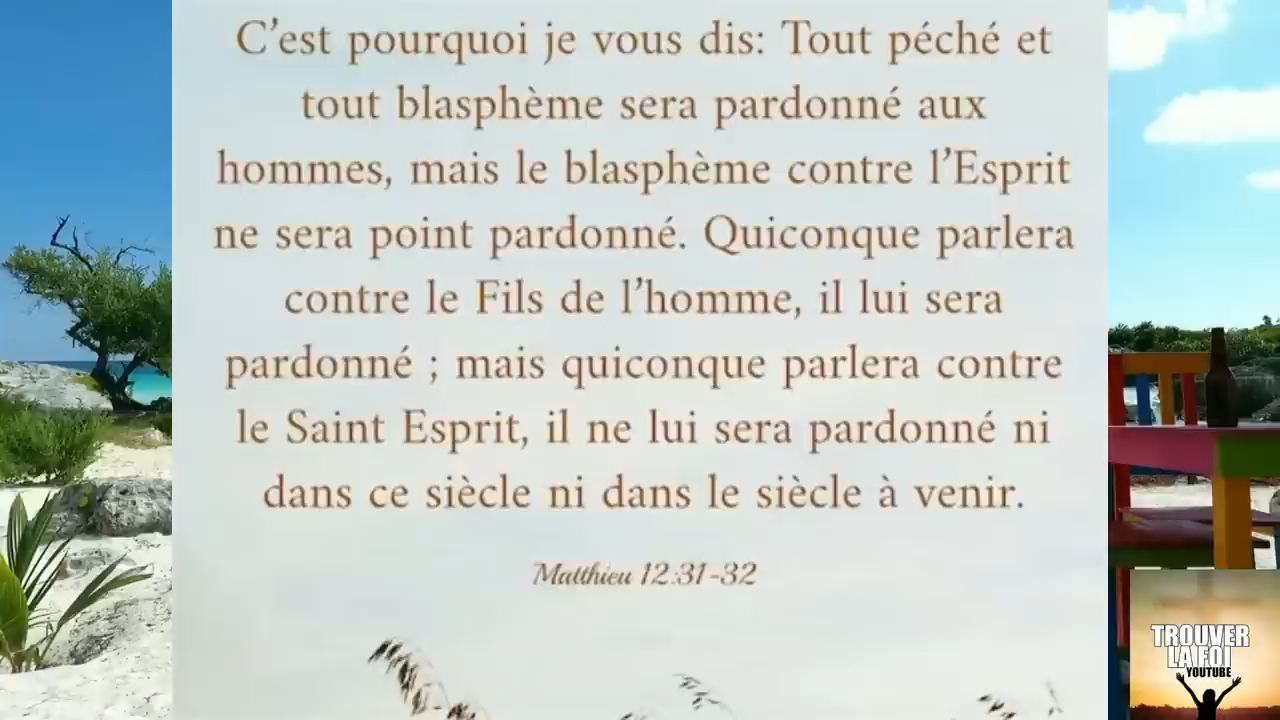 C’est pourquoi je vous dis: Tout péché et
tout blasphème sera pardonné aux
hommes, mais le blasphème contre l’Esprit
ne sera point pardonné. Quiconque parlera
contre le Fils de l’homme, il lui sera
pardonné ; mais quiconque parlera contre
le Saint Esprit, il ne lui sera pardonné ni
dans ce siècle ni dans le siècle à venir.
Matthieu 12:31-32
TROUVER
LA FOI
YOUTUBE